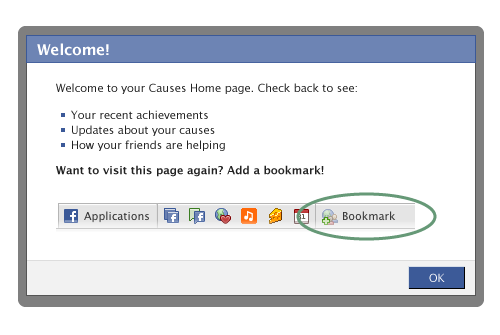 Welcome!
Welcome to your Causes Home page. Check back to see:
Your recent achievements
Updates about your causes
How your friends are helping
Want to visit this page again? Add a bookmark!
f Applications 31 Bookmark
OK